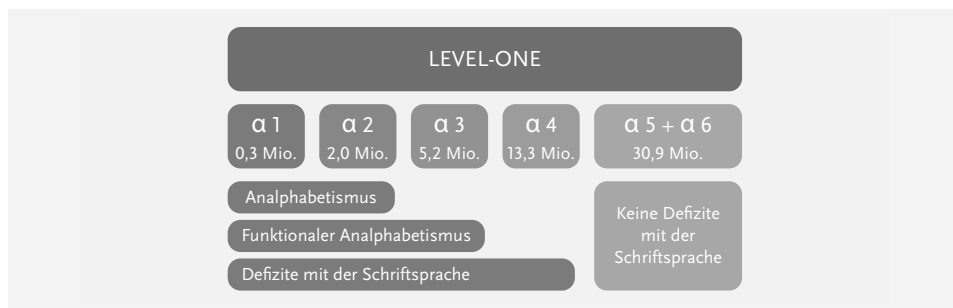 LEVEL-ONE
α 1
0,3 Mio.
α 2
2,0 Mio.
α 3
5,2 Mio.
α 4
13,3 Mio.
α 5 + α 6
30,9 Mio.
Analphabetismus
Funktionaler Analphabetismus
Defizite mit der Schriftsprache
Keine Defizite
mit der
Schriftsprache